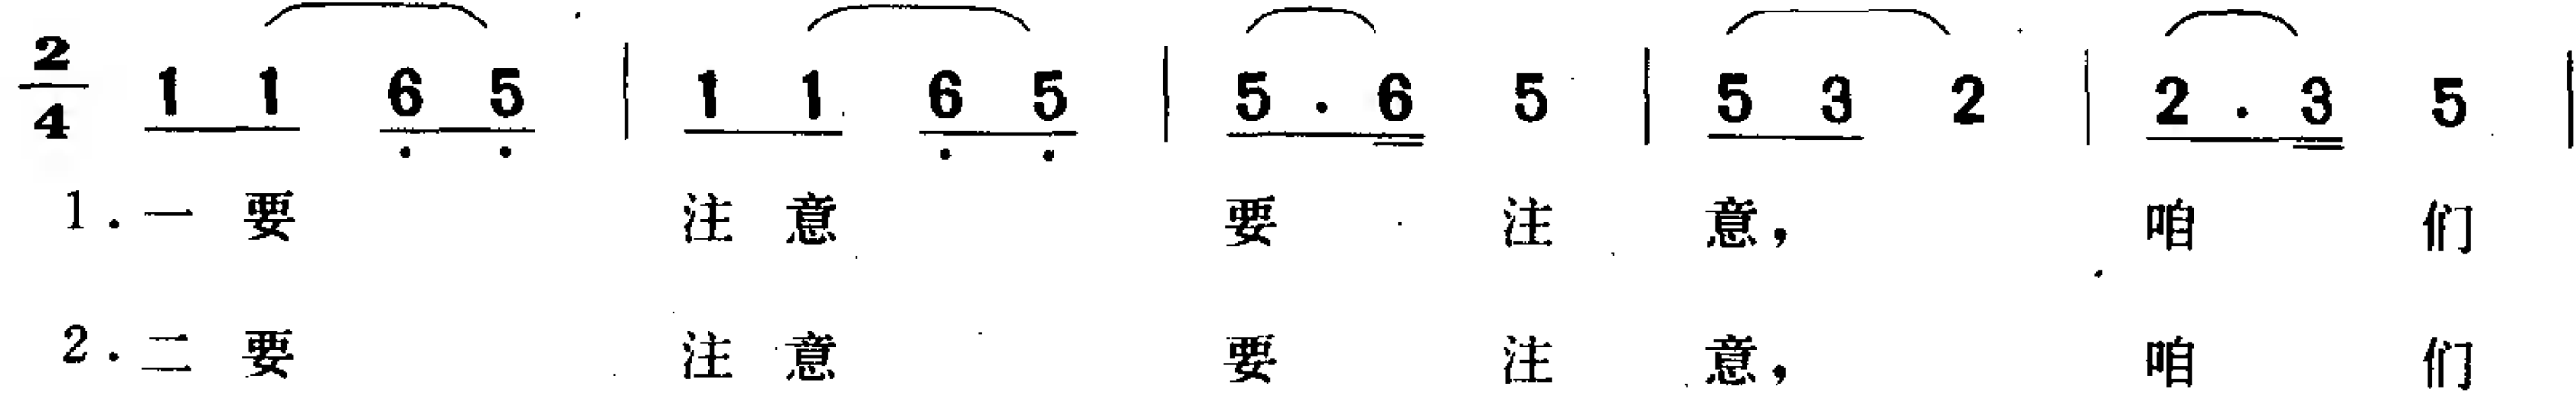 2/4 1 1 6 5 | 1 1 6 5 | 5 . 6 5 | 5 3 2 | 2 . 3 5 |
1. 一 要 注 意 要 注 意， 咱 们
2. 二 要 注 意 要 注 意， 咱 们